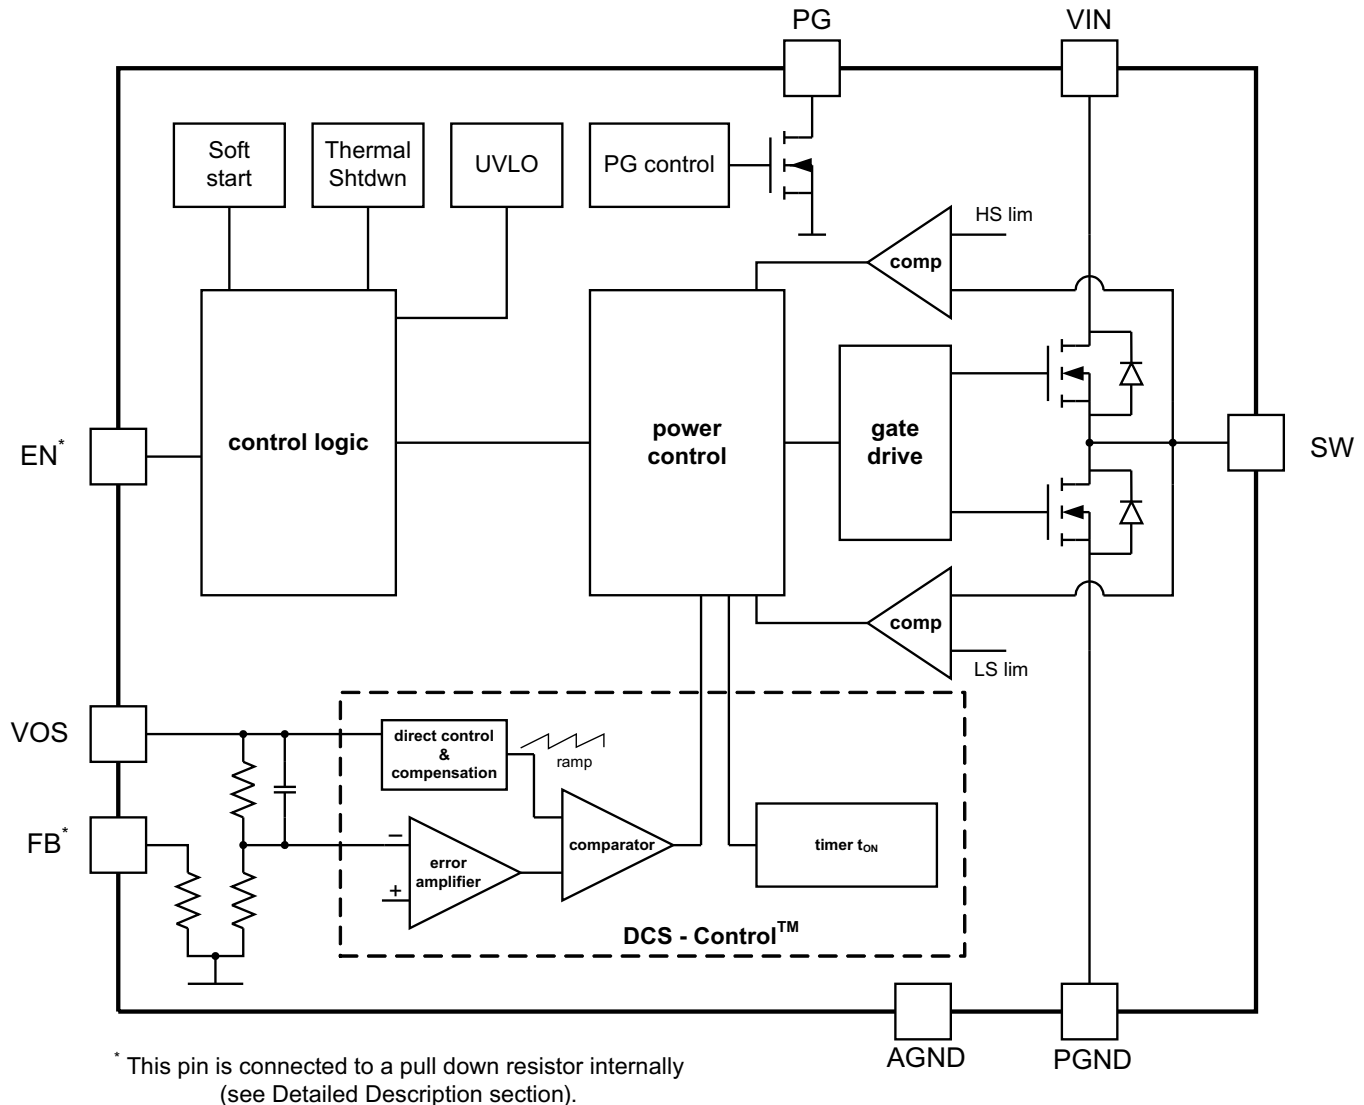 PG
VIN
Soft
start
Thermal
Shtdwn
UVLO
PG control
HS lim
comp
control logic
power
control
gate
drive
EN*
SW
comp
LS lim
VOS
direct control
&
compensation
ramp
FB*
−
+
error
amplifier
comparator
timer tON
DCS - Control™
AGND
PGND
* This pin is connected to a pull down resistor internally
(see Detailed Description section).